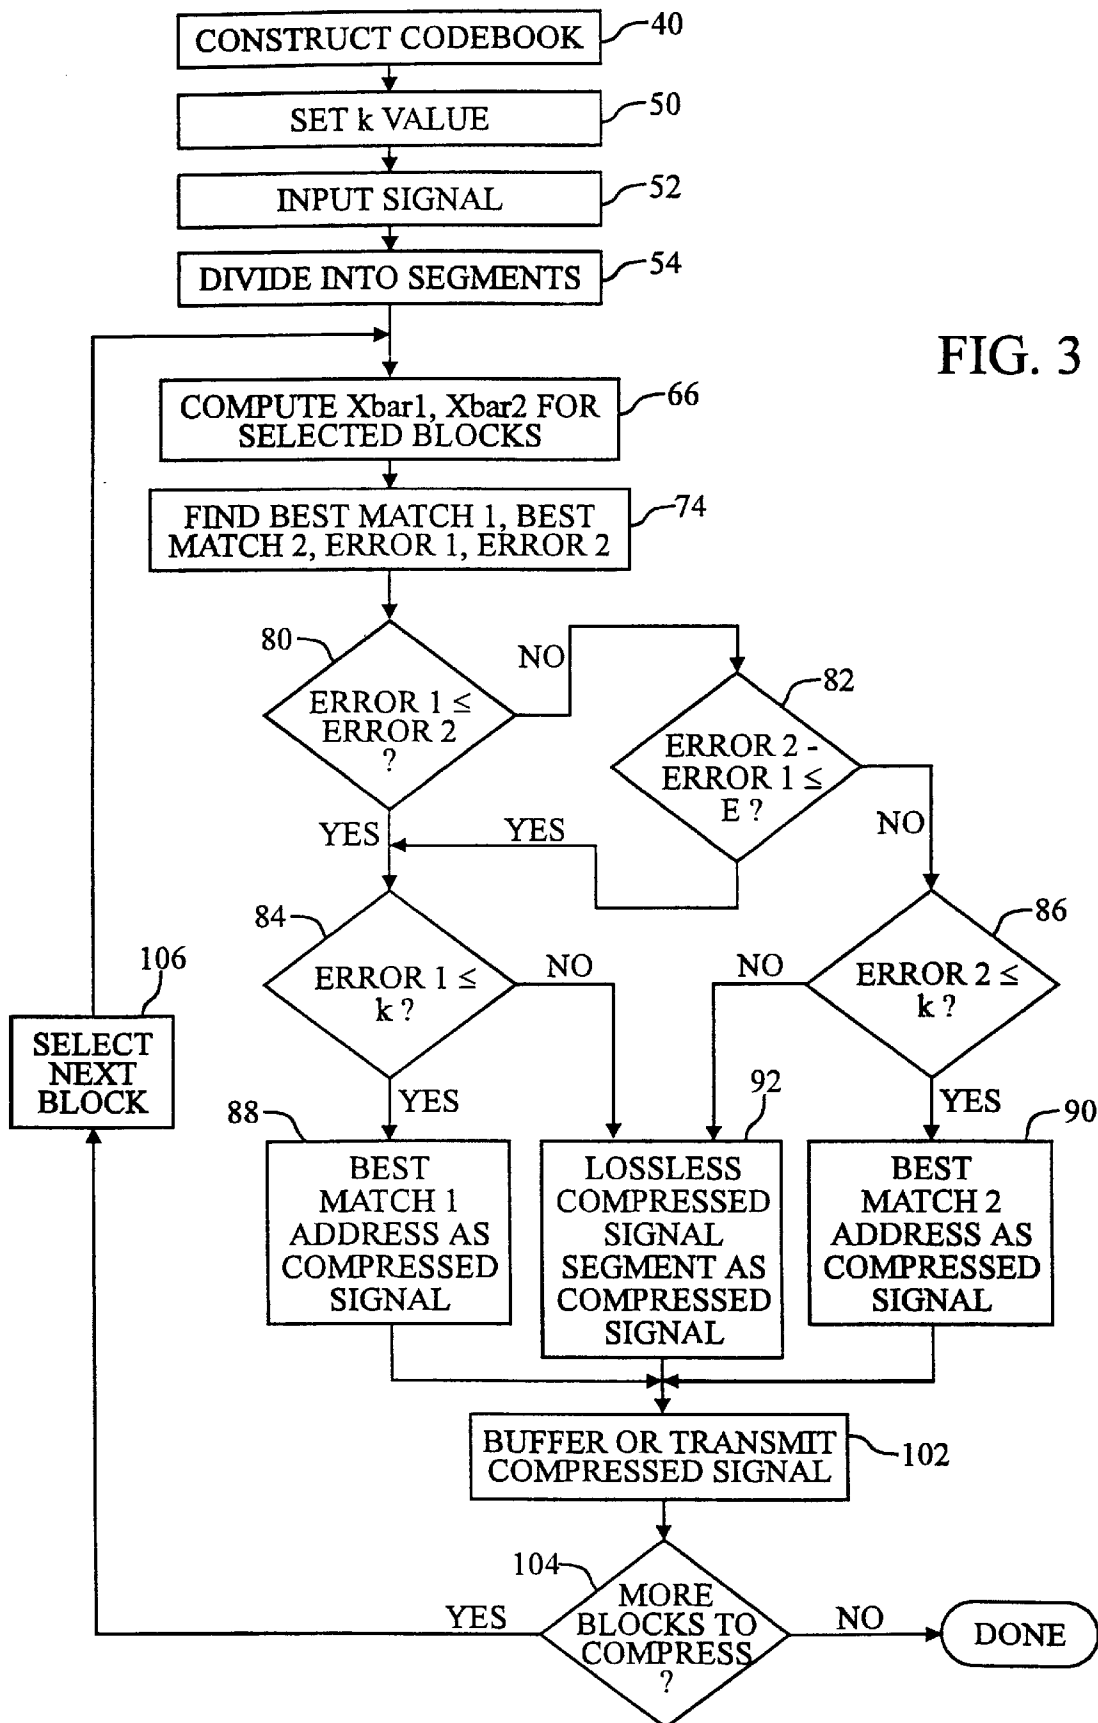 CONSTRUCT CODEBOOK
40
SET k VALUE
50
INPUT SIGNAL
52
DIVIDE INTO SEGMENTS
54
FIG. 3
COMPUTE Xbar1, Xbar2 FOR
SELECTED BLOCKS
66
FIND BEST MATCH 1, BEST
MATCH 2, ERROR 1, ERROR 2
74
80
ERROR 1 ≤
ERROR 2
?
NO
82
ERROR 2 -
ERROR 1 ≤
E ?
YES
YES
NO
84
ERROR 1 ≤
k ?
NO
86
ERROR 2 ≤
k ?
NO
106
SELECT
NEXT
BLOCK
YES
YES
88
BEST
MATCH 1
ADDRESS AS
COMPRESSED
SIGNAL
92
LOSSLESS
COMPRESSED
SIGNAL
SEGMENT AS
COMPRESSED
SIGNAL
90
BEST
MATCH 2
ADDRESS AS
COMPRESSED
SIGNAL
BUFFER OR TRANSMIT
COMPRESSED SIGNAL
102
104
MORE
BLOCKS TO
COMPRESS
?
YES
NO
DONE